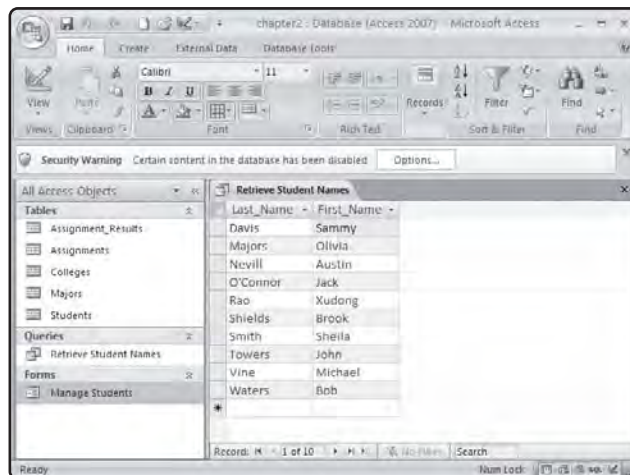 chapter2 : Database (Access 2007) - Microsoft Access
Home Create External Data Database Tools
View Paste Calibri 11 Records Filter Find
B I U
A
Views Clipboard Font Rich Text Sort & Filter Find
Security Warning Certain content in the database has been disabled Options...
All Access Objects
Tables
Assignment_Results
Assignments
Colleges
Majors
Students
Queries
Retrieve Student Names
Forms
Manage Students
Retrieve Student Names
Last_Name First_Name
Davis Sammy
Majors Olivia
Nevill Austin
O'Connor Jack
Rao Xudong
Shields Brook
Smith Sheila
Towers John
Vine Michael
Waters Bob
Record: 1 of 10 No Filter Search
Ready Num Lock